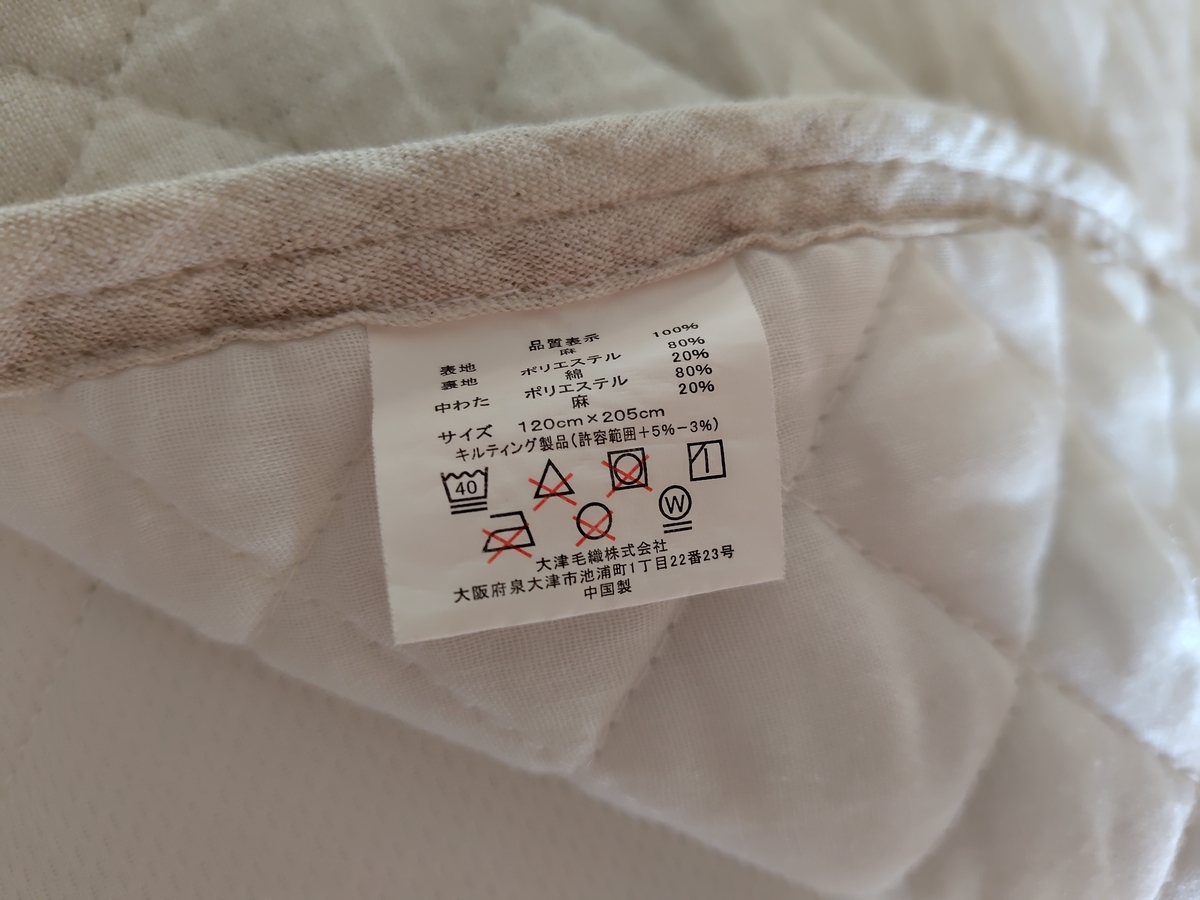 品質表示
表地 麻 100%
裏地 ポリエステル 80%
綿 20%
中わた ポリエステル 80%
麻 20%
サイズ 120cm×205cm
キルティング製品(許容範囲+5%-3%)
40
W
大津毛織株式会社
大阪府泉大津市池浦町1丁目22番23号
中国製